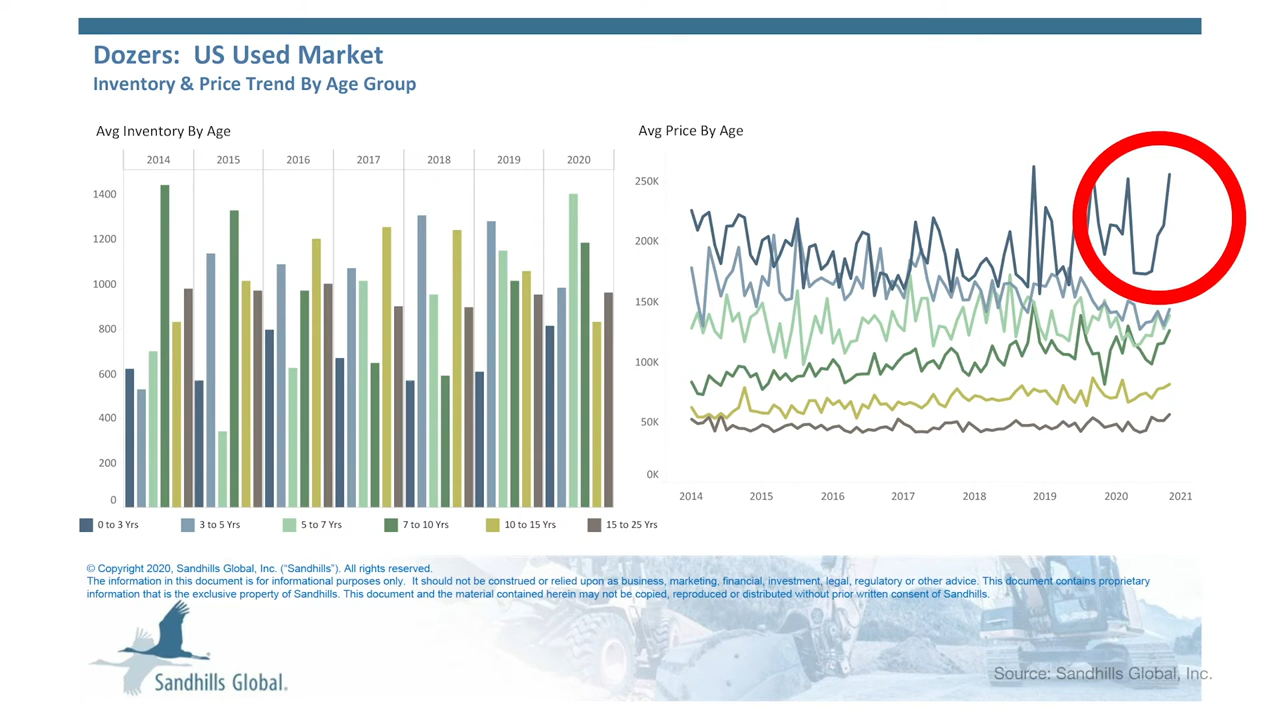 Dozers:  US Used Market
Inventory & Price Trend By Age Group
Avg Inventory By Age
2014 2015 2016 2017 2018 2019 2020
1400
1200
1000
800
600
400
200
0
0 to 3 Yrs 3 to 5 Yrs 5 to 7 Yrs 7 to 10 Yrs 10 to 15 Yrs 15 to 25 Yrs
Avg Price By Age
250K
200K
150K
100K
50K
0K
2014 2015 2016 2017 2018 2019 2020 2021
© Copyright 2020, Sandhills Global, Inc. ("Sandhills"). All rights reserved.
The information in this document is for informational purposes only.  It should not be construed or relied upon as business, marketing, financial, investment, legal, regulatory or other advice. This document contains proprietary
information that is the exclusive property of Sandhills. This document and the material contained herein may not be copied, reproduced or distributed without prior written consent of Sandhills.
Sandhills Global.
Source: Sandhills Global, Inc.